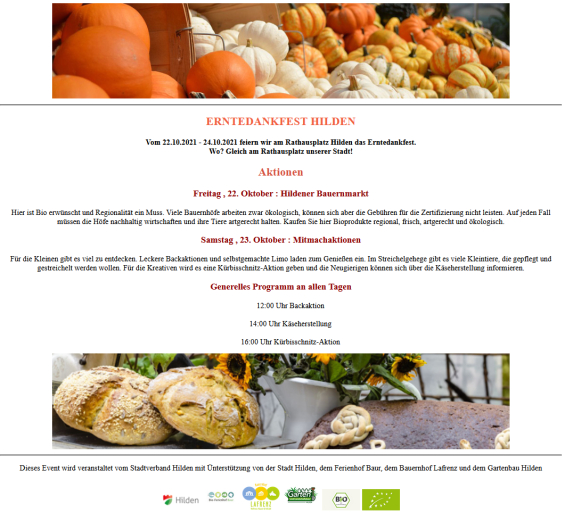 ERNTEDANKFEST HILDEN
Vom 22.10.2021 - 24.10.2021 feiern wir am Rathausplatz Hilden das Erntedankfest.
Wo? Gleich am Rathausplatz unserer Stadt!
Aktionen
Freitag , 22. Oktober : Hildener Bauernmarkt
Hier ist Bio erwünscht und Regionalität ein Muss. Viele Bauernhöfe arbeiten zwar ökologisch, können sich aber die Gebühren für die Zertifizierung nicht leisten. Auf jeden Fall
müssen die Höfe nachhaltig wirtschaften und ihre Tiere artgerecht halten. Kaufen Sie hier Bioprodukte regional, frisch, artgerecht und ökologisch.
Samstag , 23. Oktober : Mitmachaktionen
Für die Kleinen gibt es viel zu entdecken. Leckere Backaktionen und selbstgemachte Limo laden zum Genießen ein. Im Streichelgehege gibt es viele Kleintiere, die gepflegt und
gestreichelt werden wollen. Für die Kreativen wird es eine Kürbisschnitz-Aktion geben und die Neugierigen können sich über die Käseherstellung informieren.
Generelles Programm an allen Tagen
12:00 Uhr Backaktion
14:00 Uhr Käseherstellung
16:00 Uhr Kürbisschnitz-Aktion
Dieses Event wird veranstaltet vom Stadtverband Hilden mit Ünterstützung von der Stadt Hilden, dem Ferienhof Baur, dem Bauernhof Lafrenz und dem Gartenbau Hilden
Hilden
LAFRENZ
Garten
BIO